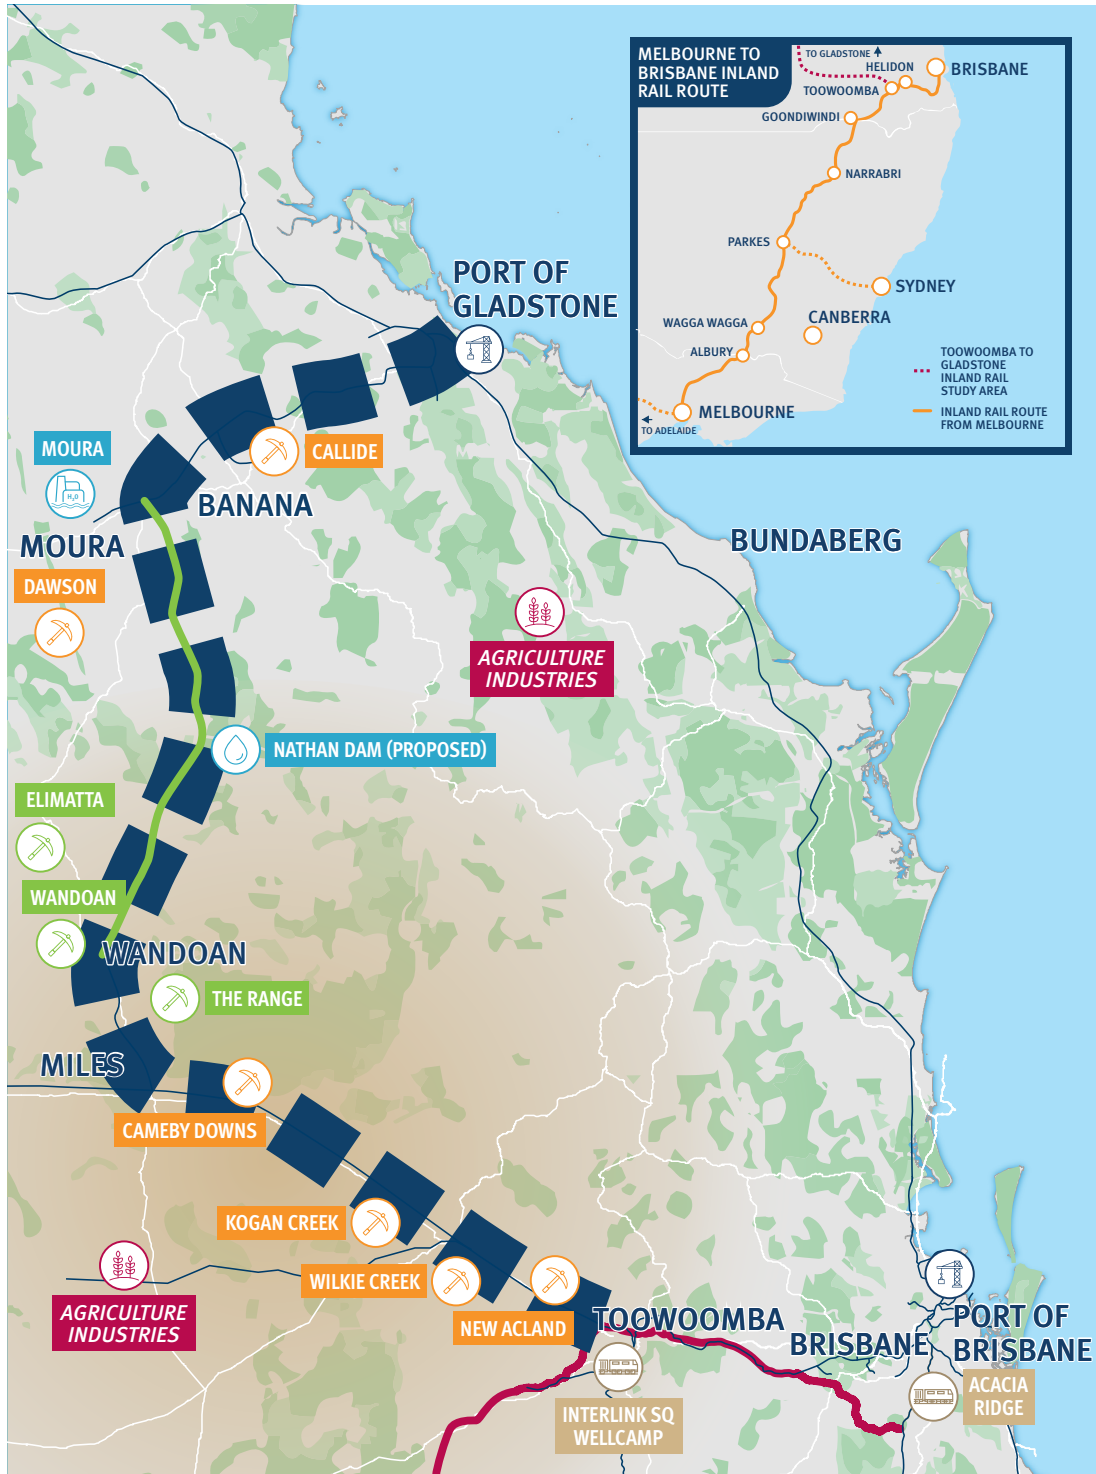 MELBOURNE TO
BRISBANE INLAND
RAIL ROUTE
TO GLADSTONE
HELIDON
BRISBANE
TOOWOOMBA
GOONDIWINDI
NARRABRI
PARKES
SYDNEY
CANBERRA
WAGGA WAGGA
ALBURY
MELBOURNE
TO ADELAIDE
TOOWOOMBA TO
GLADSTONE
INLAND RAIL
STUDY AREA
INLAND RAIL ROUTE
FROM MELBOURNE
PORT OF
GLADSTONE
MOURA
H₂O
CALLIDE
BANANA
MOURA
DAWSON
BUNDABERG
AGRICULTURE
INDUSTRIES
NATHAN DAM (PROPOSED)
ELIMATTA
WANDOAN
WANDOAN
THE RANGE
MILES
CAMEBY DOWNS
KOGAN CREEK
WILKIE CREEK
NEW ACLAND
AGRICULTURE
INDUSTRIES
TOOWOOMBA
BRISBANE
PORT OF
BRISBANE
INTERLINK SQ
WELLCAMP
ACACIA
RIDGE